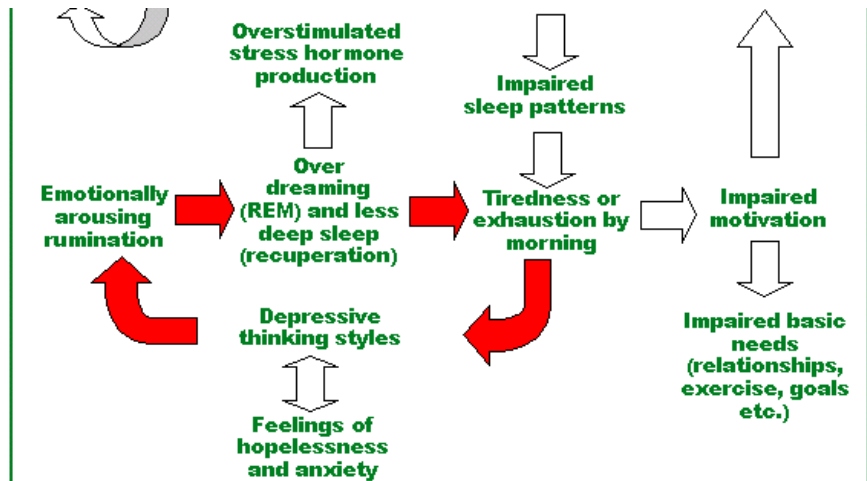 Overstimulated
stress hormone
production
Impaired
sleep patterns
Emotionally
arousing
rumination
Over
dreaming
(REM) and less
deep sleep
(recuperation)
Tiredness or
exhaustion by
morning
Impaired
motivation
Depressive
thinking styles
Impaired basic
needs
(relationships,
exercise, goals
etc.)
Feelings of
hopelessness
and anxiety